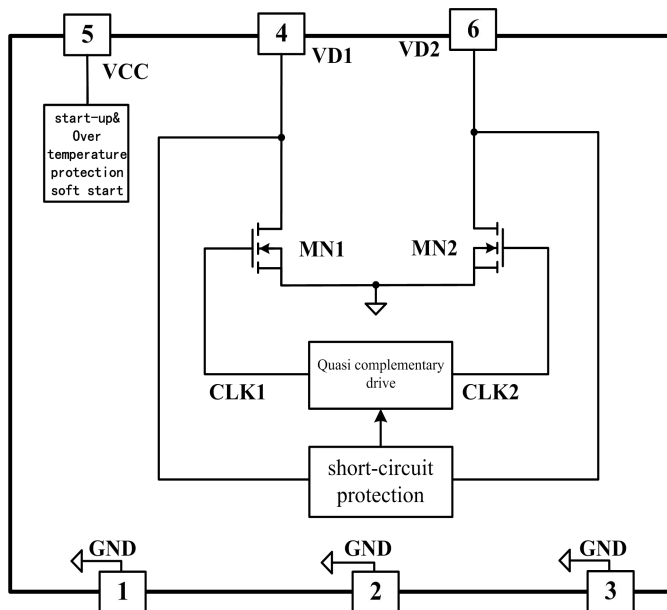 5
4
6
VCC
VD1
VD2
start-up&
Over
temperature
protection
soft start
MN1
MN2
Quasi complementary
drive
CLK1
CLK2
short-circuit
protection
GND
GND
GND
1
2
3